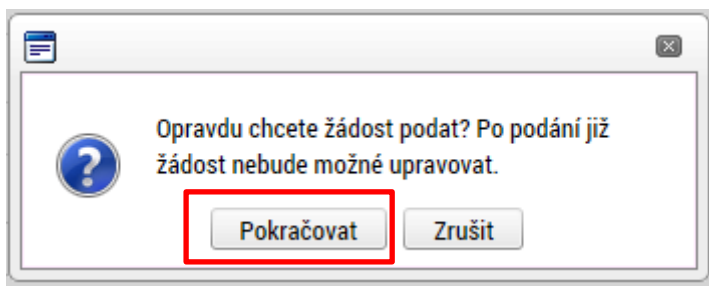 Opravdu chcete žádost podat? Po podání již
žádost nebude možné upravovat.
Pokračovat Zrušit